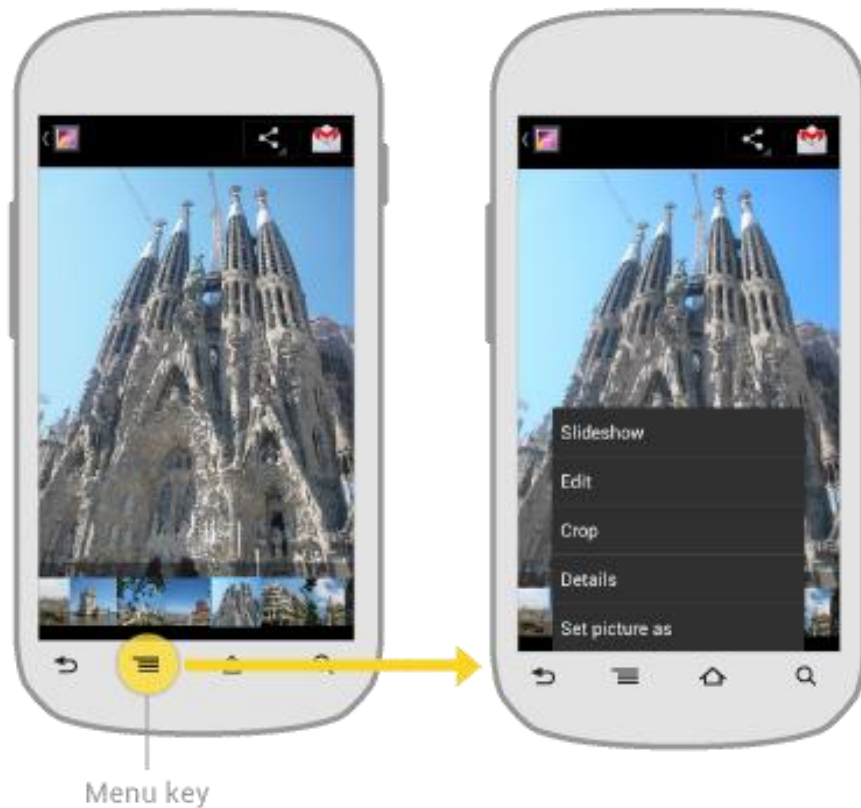 Slideshow
Edit
Crop
Details
Set picture as
Menu key